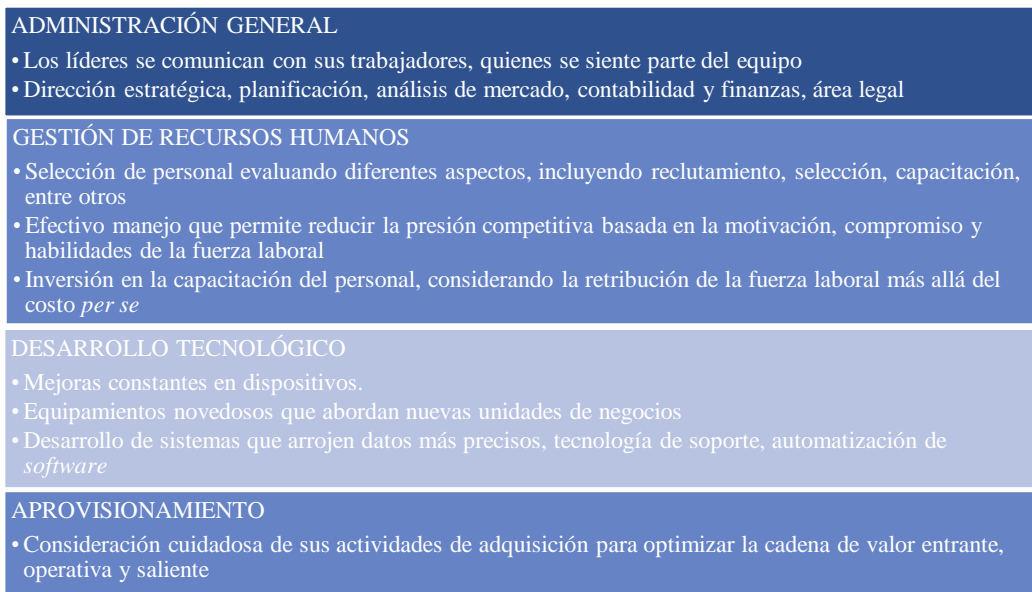 ADMINISTRACIÓN GENERAL
• Los líderes se comunican con sus trabajadores, quienes se siente parte del equipo
• Dirección estratégica, planificación, análisis de mercado, contabilidad y finanzas, área legal
GESTIÓN DE RECURSOS HUMANOS
• Selección de personal evaluando diferentes aspectos, incluyendo reclutamiento, selección, capacitación,
entre otros
• Efectivo manejo que permite reducir la presión competitiva basada en la motivación, compromiso y
habilidades de la fuerza laboral
• Inversión en la capacitación del personal, considerando la retribución de la fuerza laboral más allá del
costo per se
DESARROLLO TECNOLÓGICO
• Mejoras constantes en dispositivos.
• Equipamientos novedosos que abordan nuevas unidades de negocios
• Desarrollo de sistemas que arrojen datos más precisos, tecnología de soporte, automatización de
software
APROVISIONAMIENTO
• Consideración cuidadosa de sus actividades de adquisición para optimizar la cadena de valor entrante,
operativa y saliente